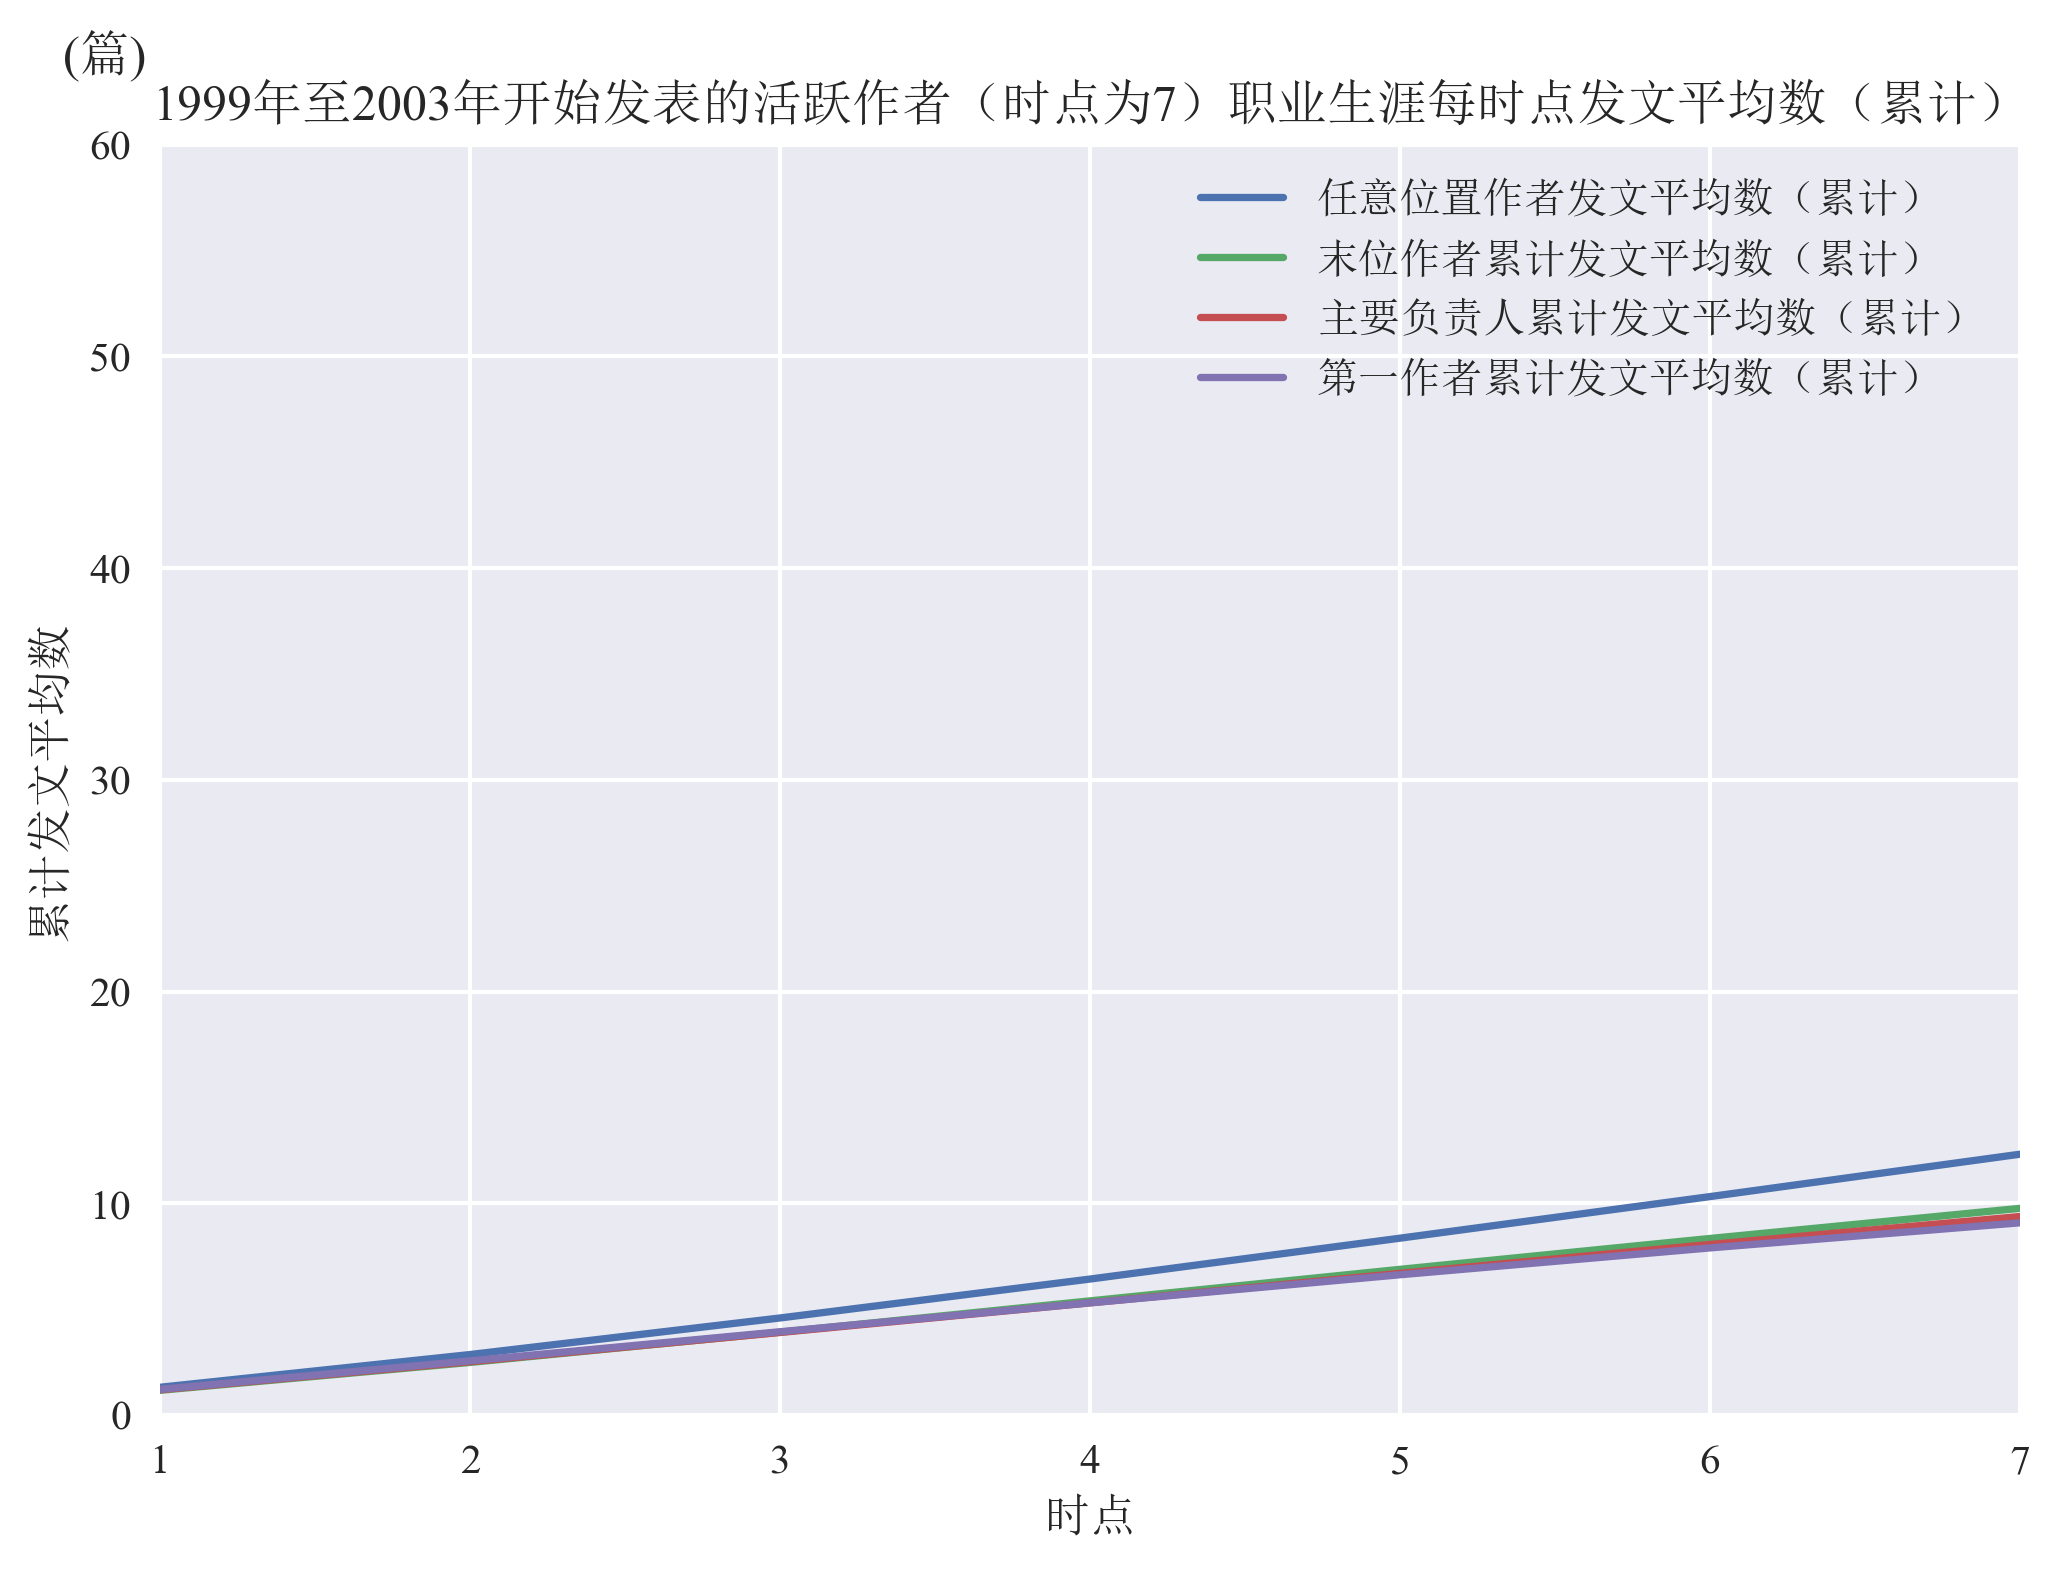 (篇)
1999年至2003年开始发表的活跃作者（时点为7）职业生涯每时点发文平均数（累计）
任意位置作者发文平均数（累计）
末位作者累计发文平均数（累计）
主要负责人累计发文平均数（累计）
第一作者累计发文平均数（累计）
累计发文平均数
60
50
40
30
20
10
0
1 2 3 4 5 6 7
时点